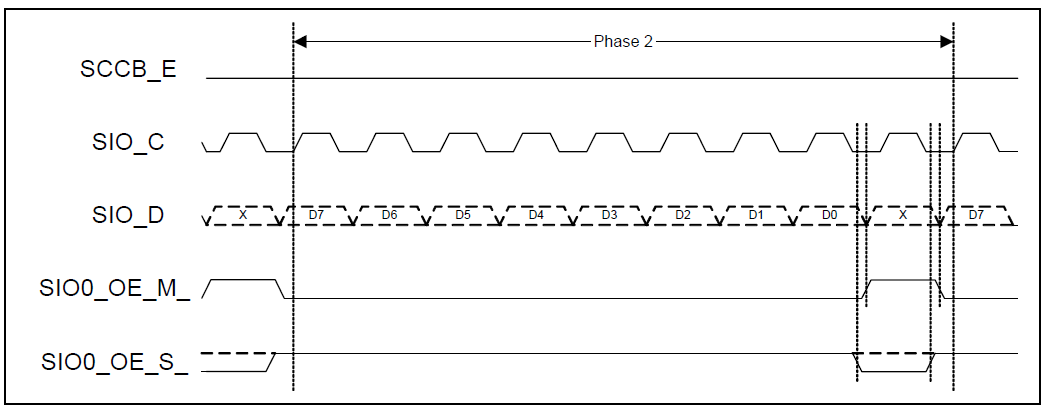 Phase 2
SCCB_E
SIO_C
SIO_D X D7 D6 D5 D4 D3 D2 D1 D0 X D7
SIO0_OE_M_
SIO0_OE_S_